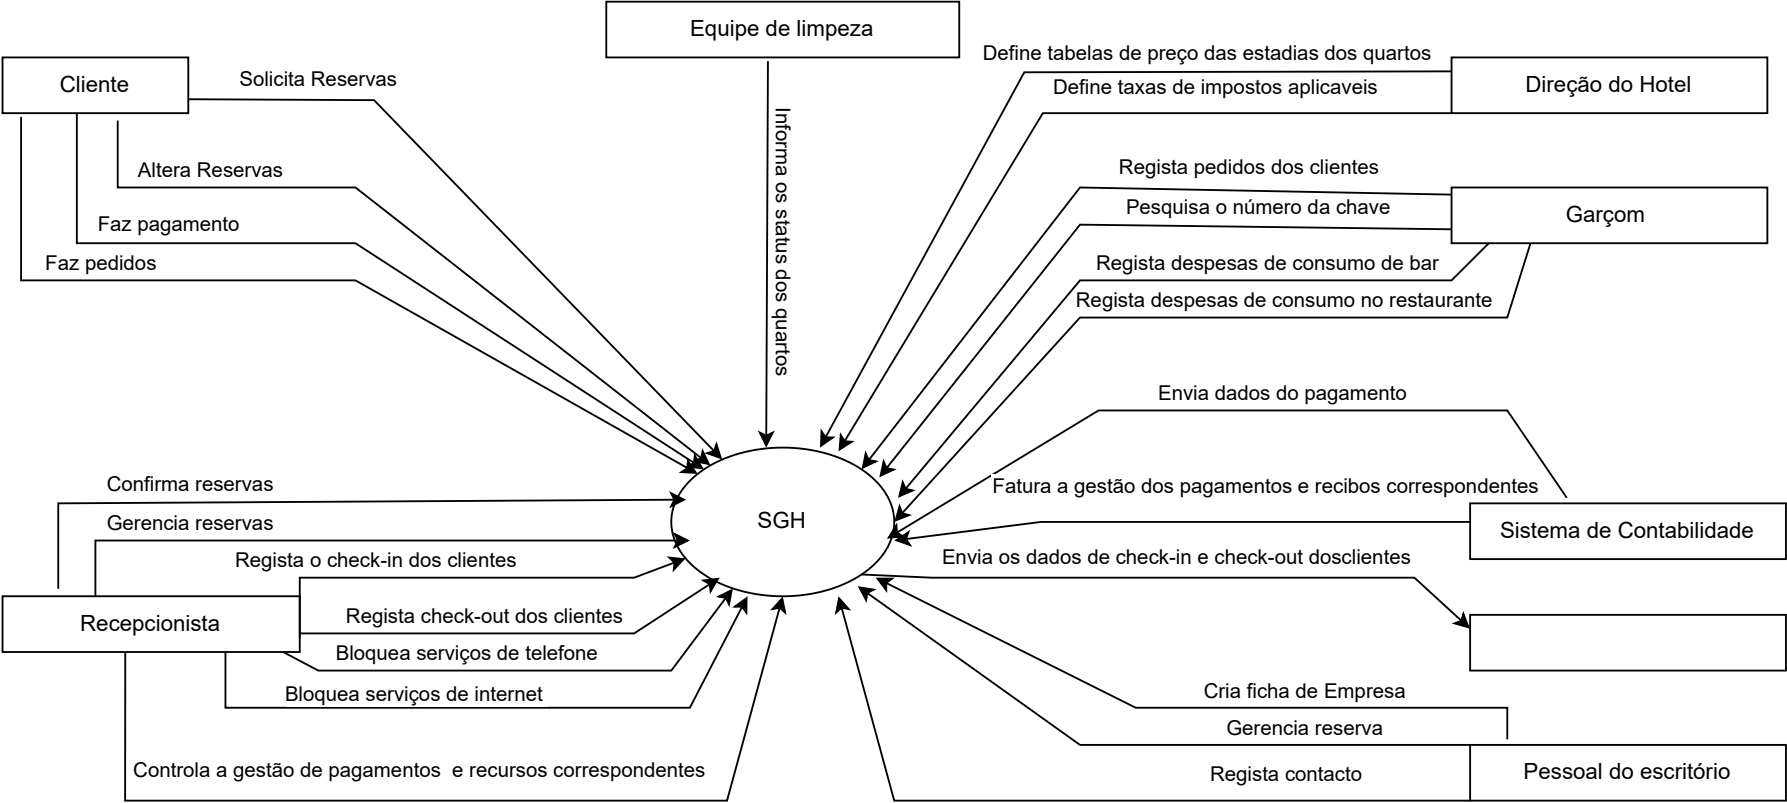 Equipe de limpeza
Cliente
Solicita Reservas
Define tabelas de preço das estadias dos quartos
Direção do Hotel
Define taxas de impostos aplicaveis
Informa os status dos quartos
Altera Reservas
Regista pedidos dos clientes
Pesquisa o número da chave
Garçom
Faz pagamento
Faz pedidos
Regista despesas de consumo de bar
Regista despesas de consumo no restaurante
Envia dados do pagamento
Confirma reservas
Fatura a gestão dos pagamentos e recibos correspondentes
Gerencia reservas
SGH
Sistema de Contabilidade
Regista o check-in dos clientes
Envia os dados de check-in e check-out dosclientes
Regista check-out dos clientes
Recepcionista
Bloquea serviços de telefone
Bloquea serviços de internet
Cria ficha de Empresa
Gerencia reserva
Controla a gestão de pagamentos e recursos correspondentes
Regista contacto
Pessoal do escritório